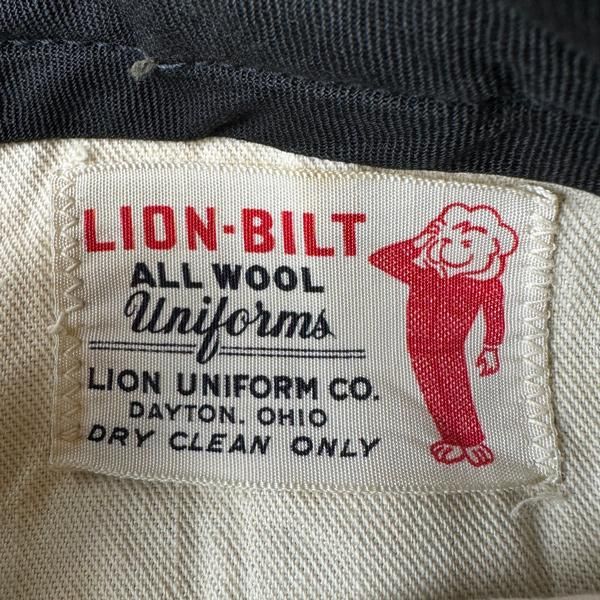 LION-BILT
ALL WOOL
Uniforms
LION UNIFORM CO.
DAYTON. OHIO
DRY CLEAN ONLY